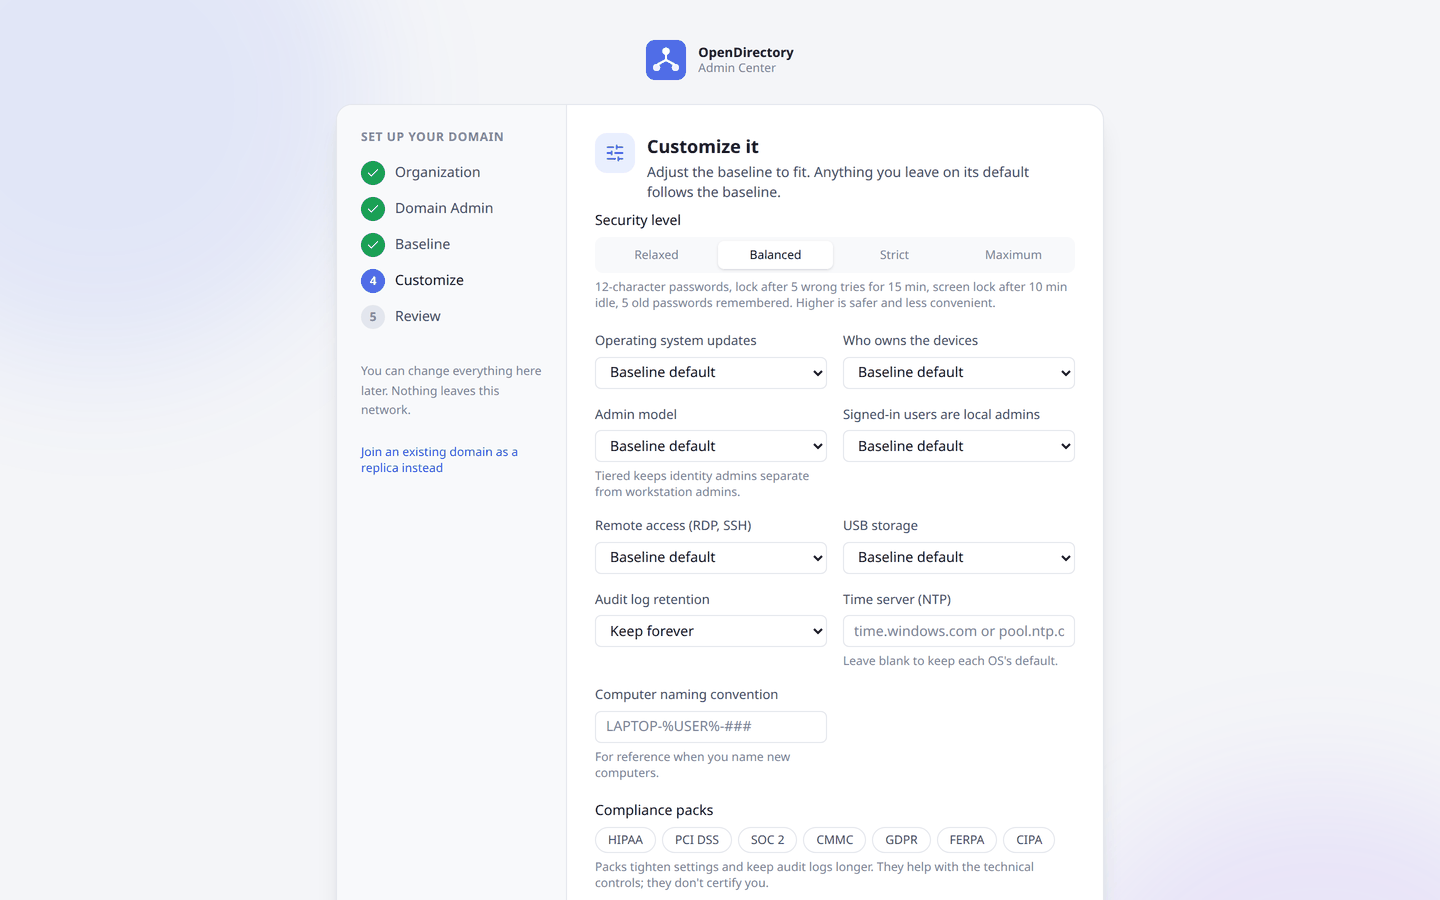 OpenDirectory
Admin Center
SET UP YOUR DOMAIN
Organization
Domain Admin
Baseline
4 Customize
5 Review
You can change everything here
later. Nothing leaves this
network.
Join an existing domain as a
replica instead
Customize it
Adjust the baseline to fit. Anything you leave on its default
follows the baseline.
Security level
Relaxed Balanced Strict Maximum
12-character passwords, lock after 5 wrong tries for 15 min, screen lock after 10 min
idle, 5 old passwords remembered. Higher is safer and less convenient.
Operating system updates
Baseline default
Who owns the devices
Baseline default
Admin model
Baseline default
Tiered keeps identity admins separate
from workstation admins.
Signed-in users are local admins
Baseline default
Remote access (RDP, SSH)
Baseline default
USB storage
Baseline default
Audit log retention
Keep forever
Time server (NTP)
time.windows.com or pool.ntp.o
Leave blank to keep each OS's default.
Computer naming convention
LAPTOP-%USER%-###
For reference when you name new
computers.
Compliance packs
HIPAA PCI DSS SOC 2 CMMC GDPR FERPA CIPA
Packs tighten settings and keep audit logs longer. They help with the technical
controls; they don't certify you.